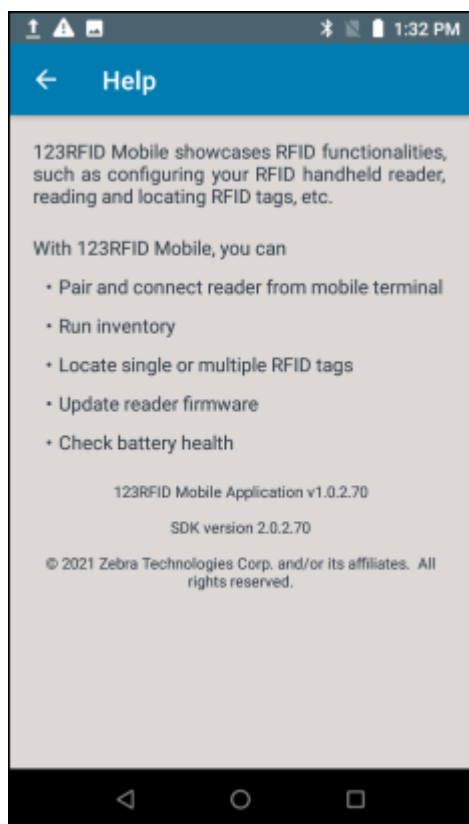 1:32 PM
Help
123RFID Mobile showcases RFID functionalities,
such as configuring your RFID handheld reader,
reading and locating RFID tags, etc.
With 123RFID Mobile, you can
• Pair and connect reader from mobile terminal
• Run inventory
• Locate single or multiple RFID tags
• Update reader firmware
• Check battery health
123RFID Mobile Application v1.0.2.70
SDK version 2.0.2.70
© 2021 Zebra Technologies Corp. and/or its affiliates. All
rights reserved.